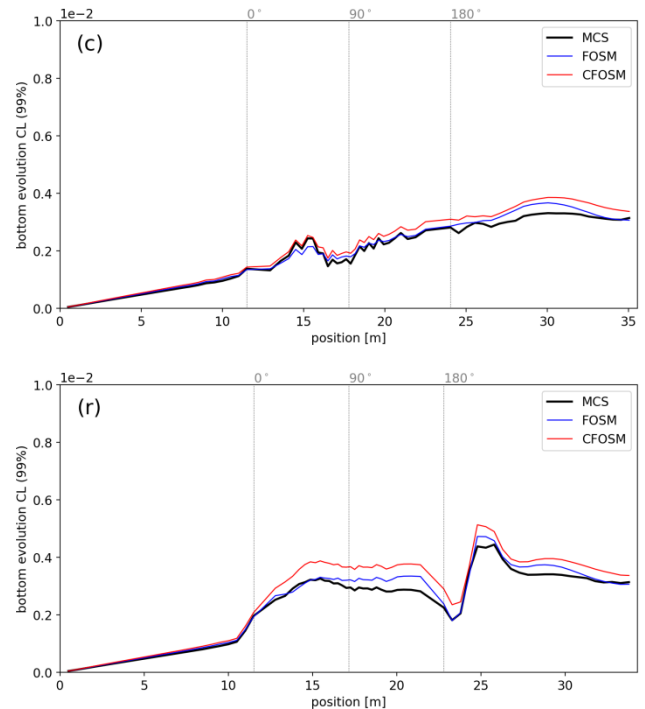 1e−2 0° 90° 180°
1.0
(c)
MCS
FOSM
CFOSM
0.8
0.6
0.4
0.2
0.0
bottom evolution CL (99%)
0 5 10 15 20 25 30 35
position [m]
1e−2 0° 90° 180°
1.0
(r)
MCS
FOSM
CFOSM
0.8
0.6
0.4
0.2
0.0
bottom evolution CL (99%)
0 5 10 15 20 25 30
position [m]